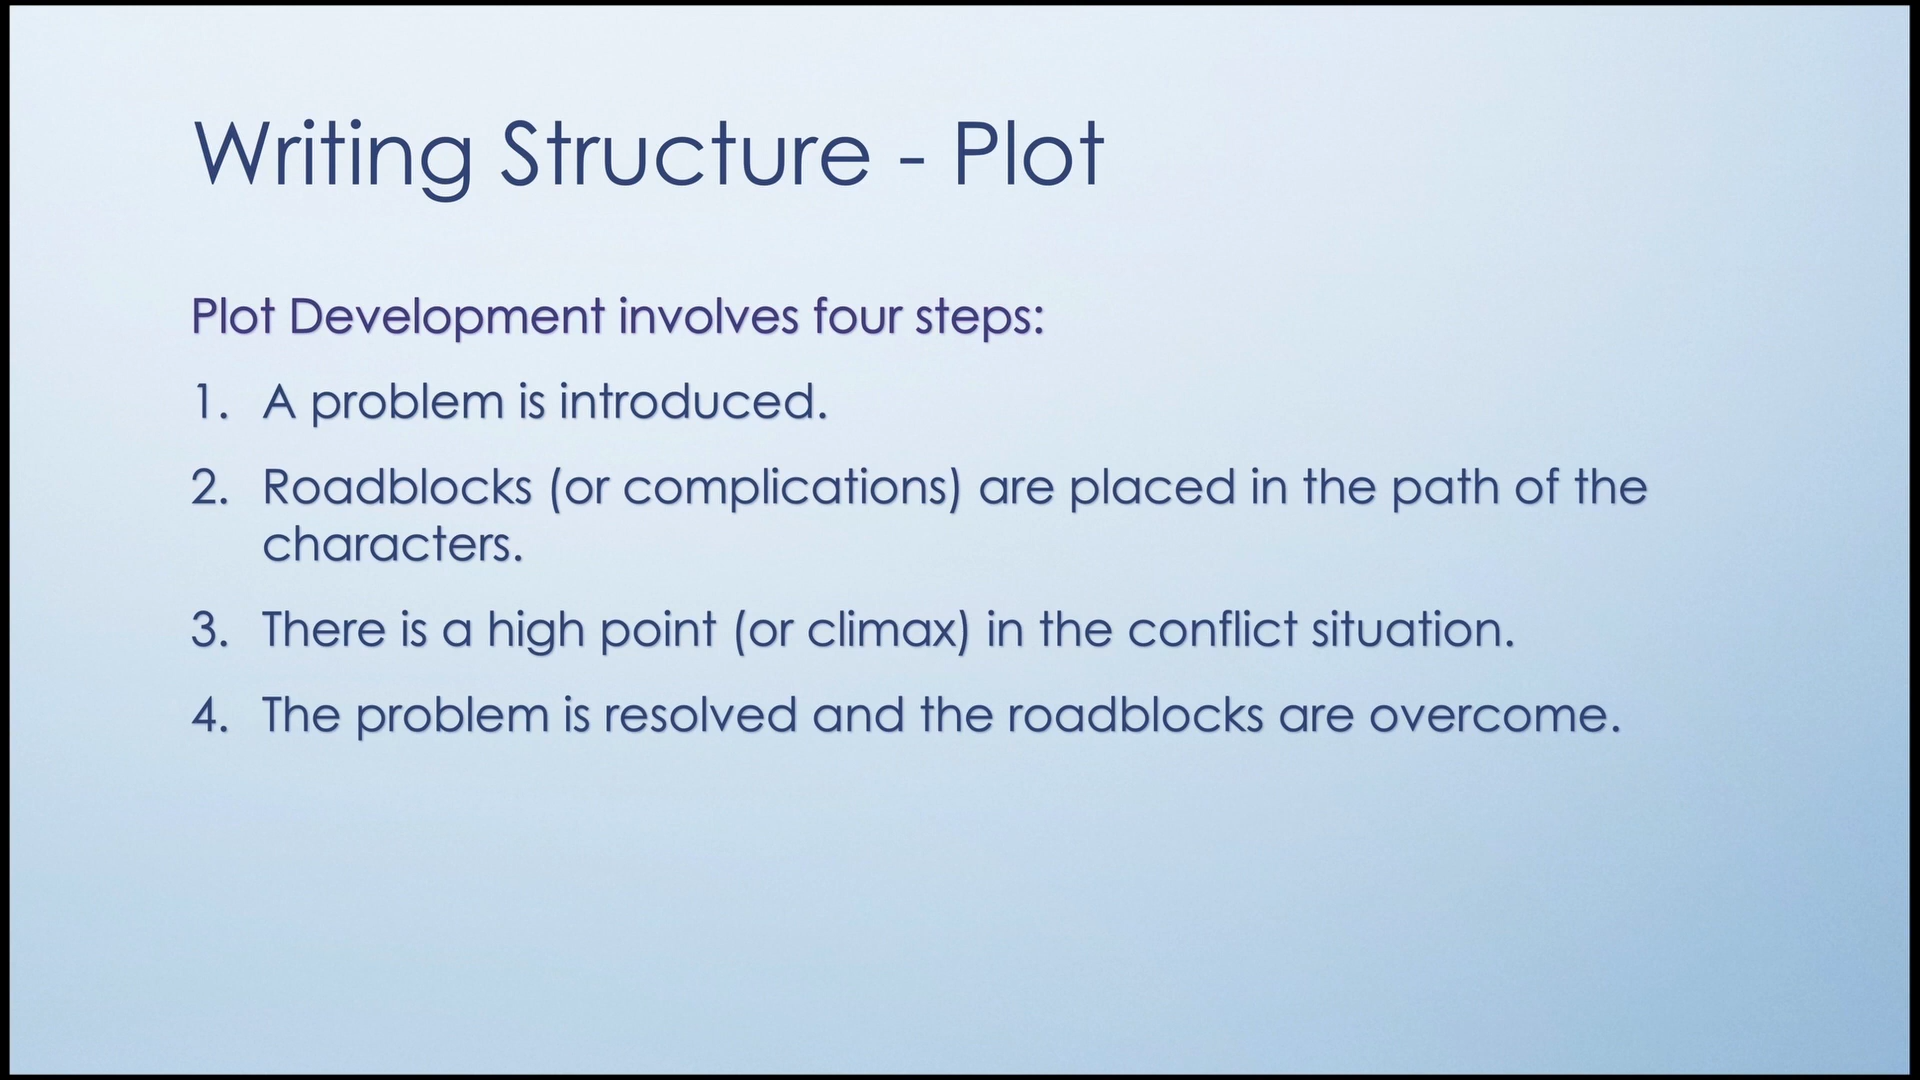 Writing Structure - Plot
Plot Development involves four steps:
1. A problem is introduced.
2. Roadblocks (or complications) are placed in the path of the
characters.
3. There is a high point (or climax) in the conflict situation.
4. The problem is resolved and the roadblocks are overcome.